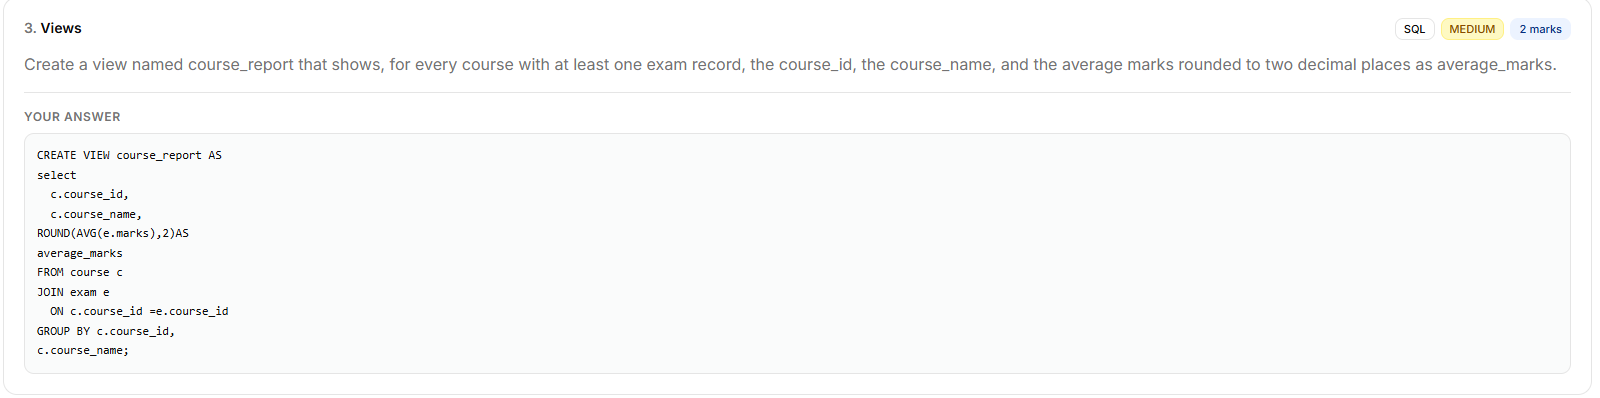 3. Views
SQL MEDIUM 2 marks
Create a view named course_report that shows, for every course with at least one exam record, the course_id, the course_name, and the average marks rounded to two decimal places as average_marks.
YOUR ANSWER
CREATE VIEW course_report AS
select
  c.course_id,
  c.course_name,
ROUND(AVG(e.marks),2)AS
average_marks
FROM course c
JOIN exam e
  ON c.course_id =e.course_id
GROUP BY c.course_id,
c.course_name;